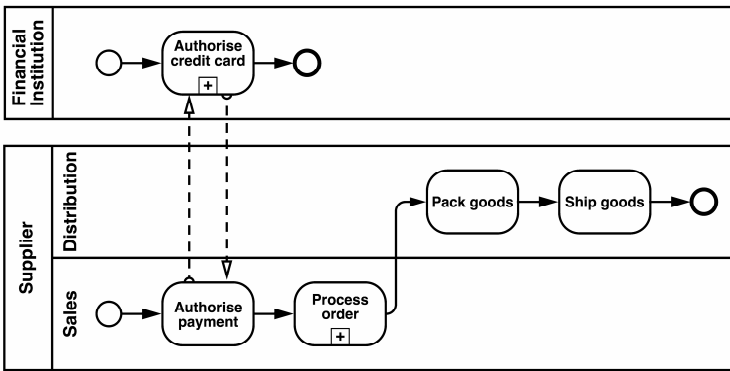 Financial
Institution
Authorise
credit card
+
Supplier
Distribution
Pack goods
Ship goods
Sales
Authorise
payment
Process
order
+